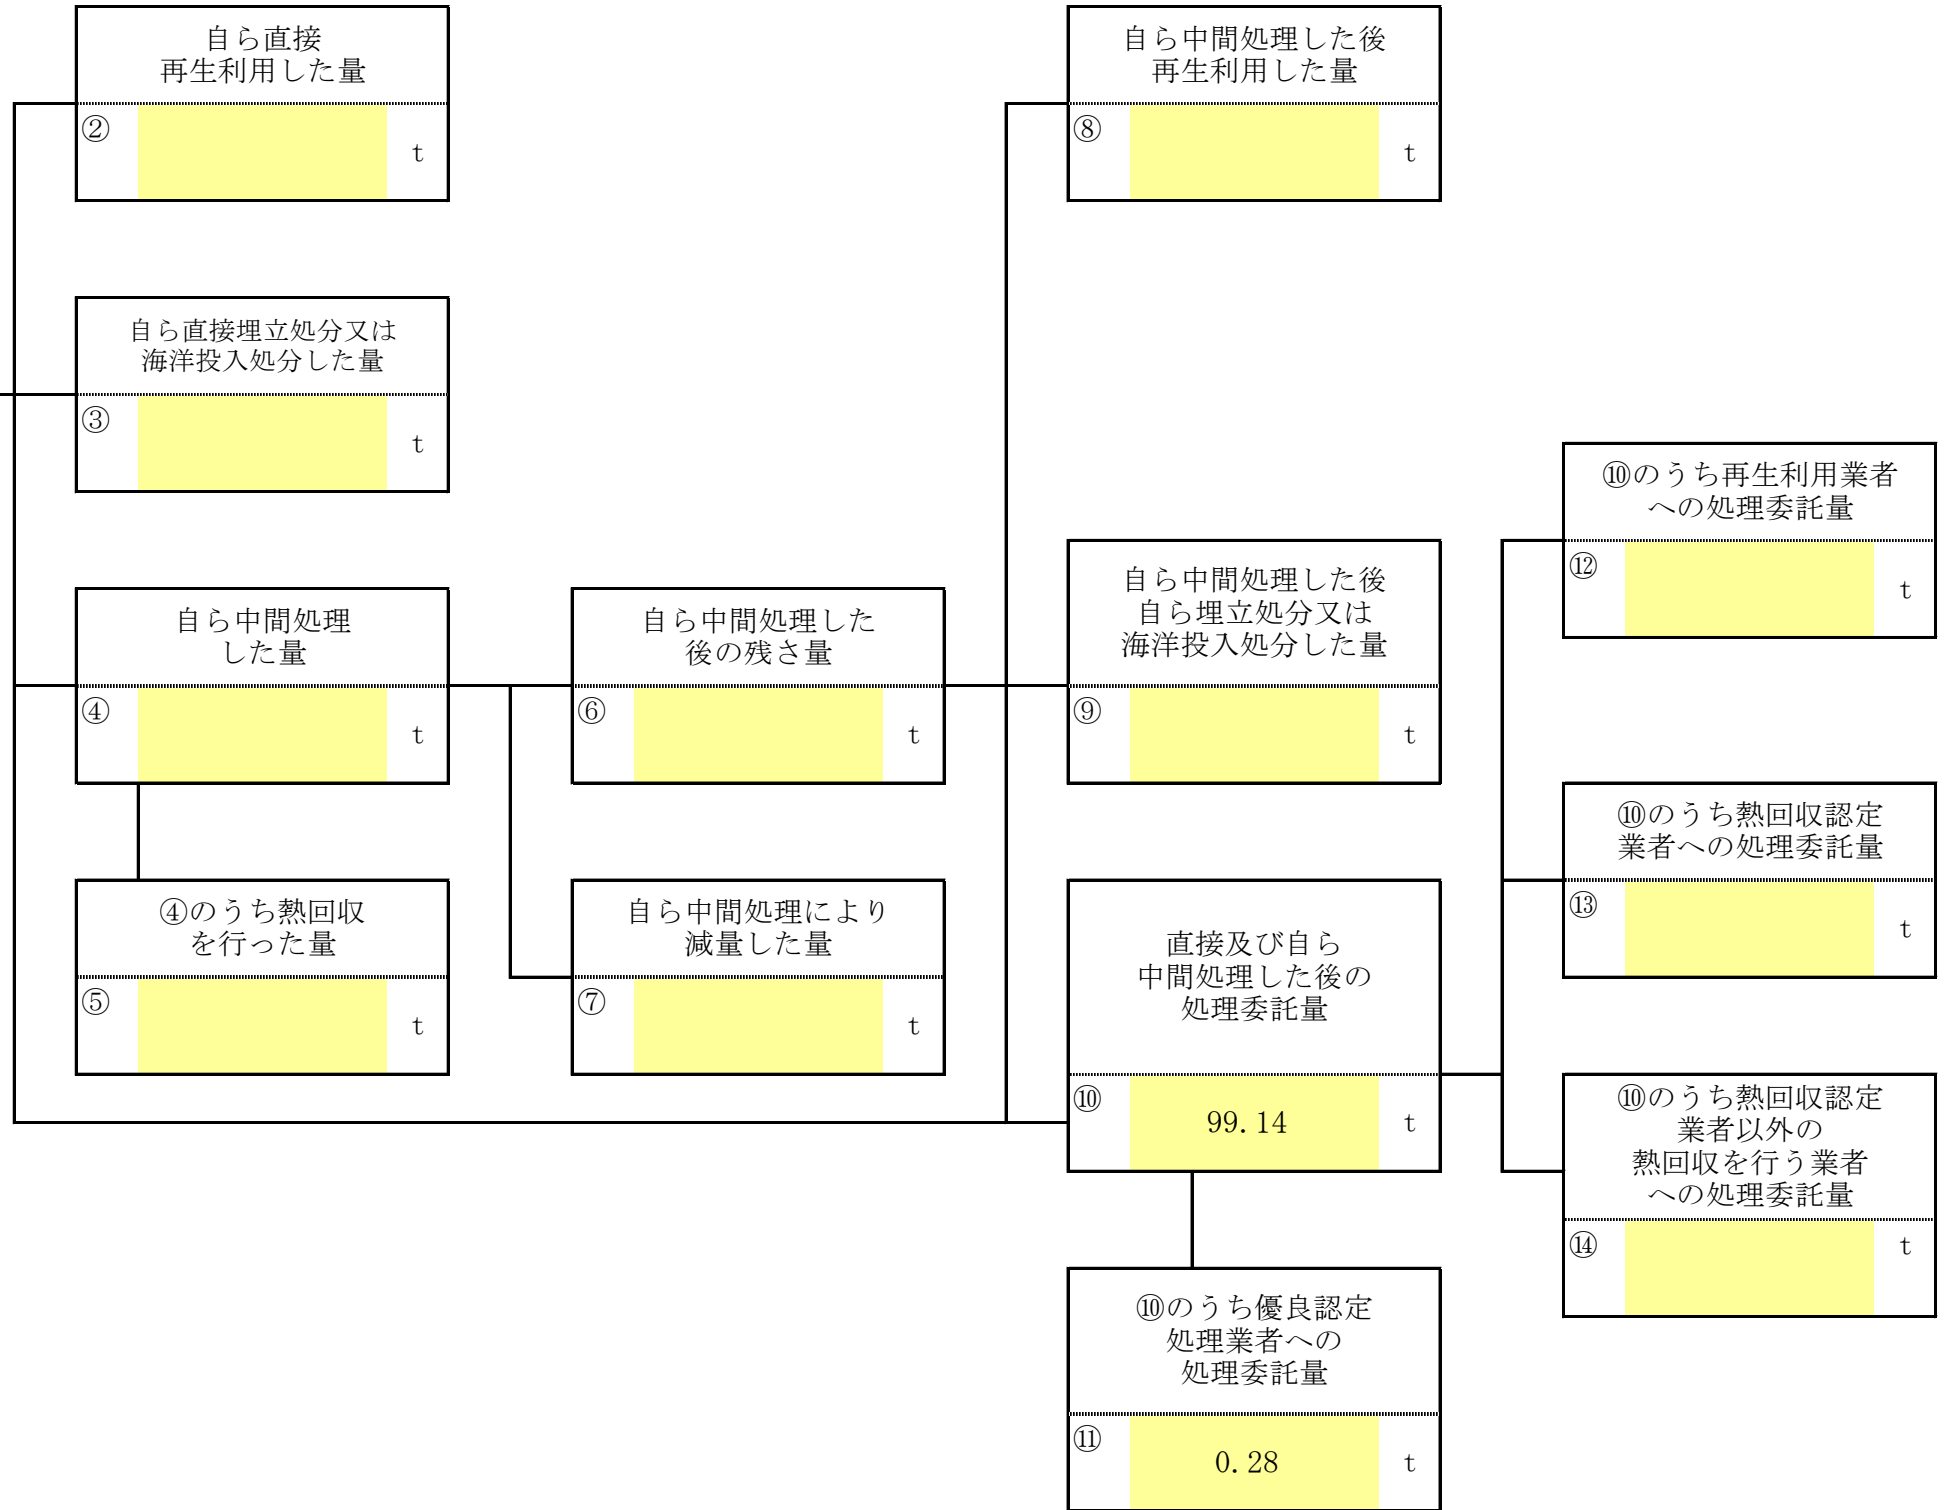 自ら直接
再生利用した量
②
t
自ら中間処理した後
再生利用した量
⑧
t
自ら直接埋立処分又は
海洋投入処分した量
③
t
⑩のうち再生利用業者
への処理委託量
⑫
t
自ら中間処理
した量
④
t
自ら中間処理した
後の残さ量
⑥
t
自ら中間処理した後
自ら埋立処分又は
海洋投入処分した量
⑨
t
⑩のうち熱回収認定
業者への処理委託量
⑬
t
④のうち熱回収
を行った量
⑤
t
自ら中間処理により
減量した量
⑦
t
直接及び自ら
中間処理した後の
処理委託量
⑩
99.14
t
⑩のうち熱回収認定
業者以外の
熱回収を行う業者
への処理委託量
⑭
t
⑩のうち優良認定
処理業者への
処理委託量
⑪
0.28
t